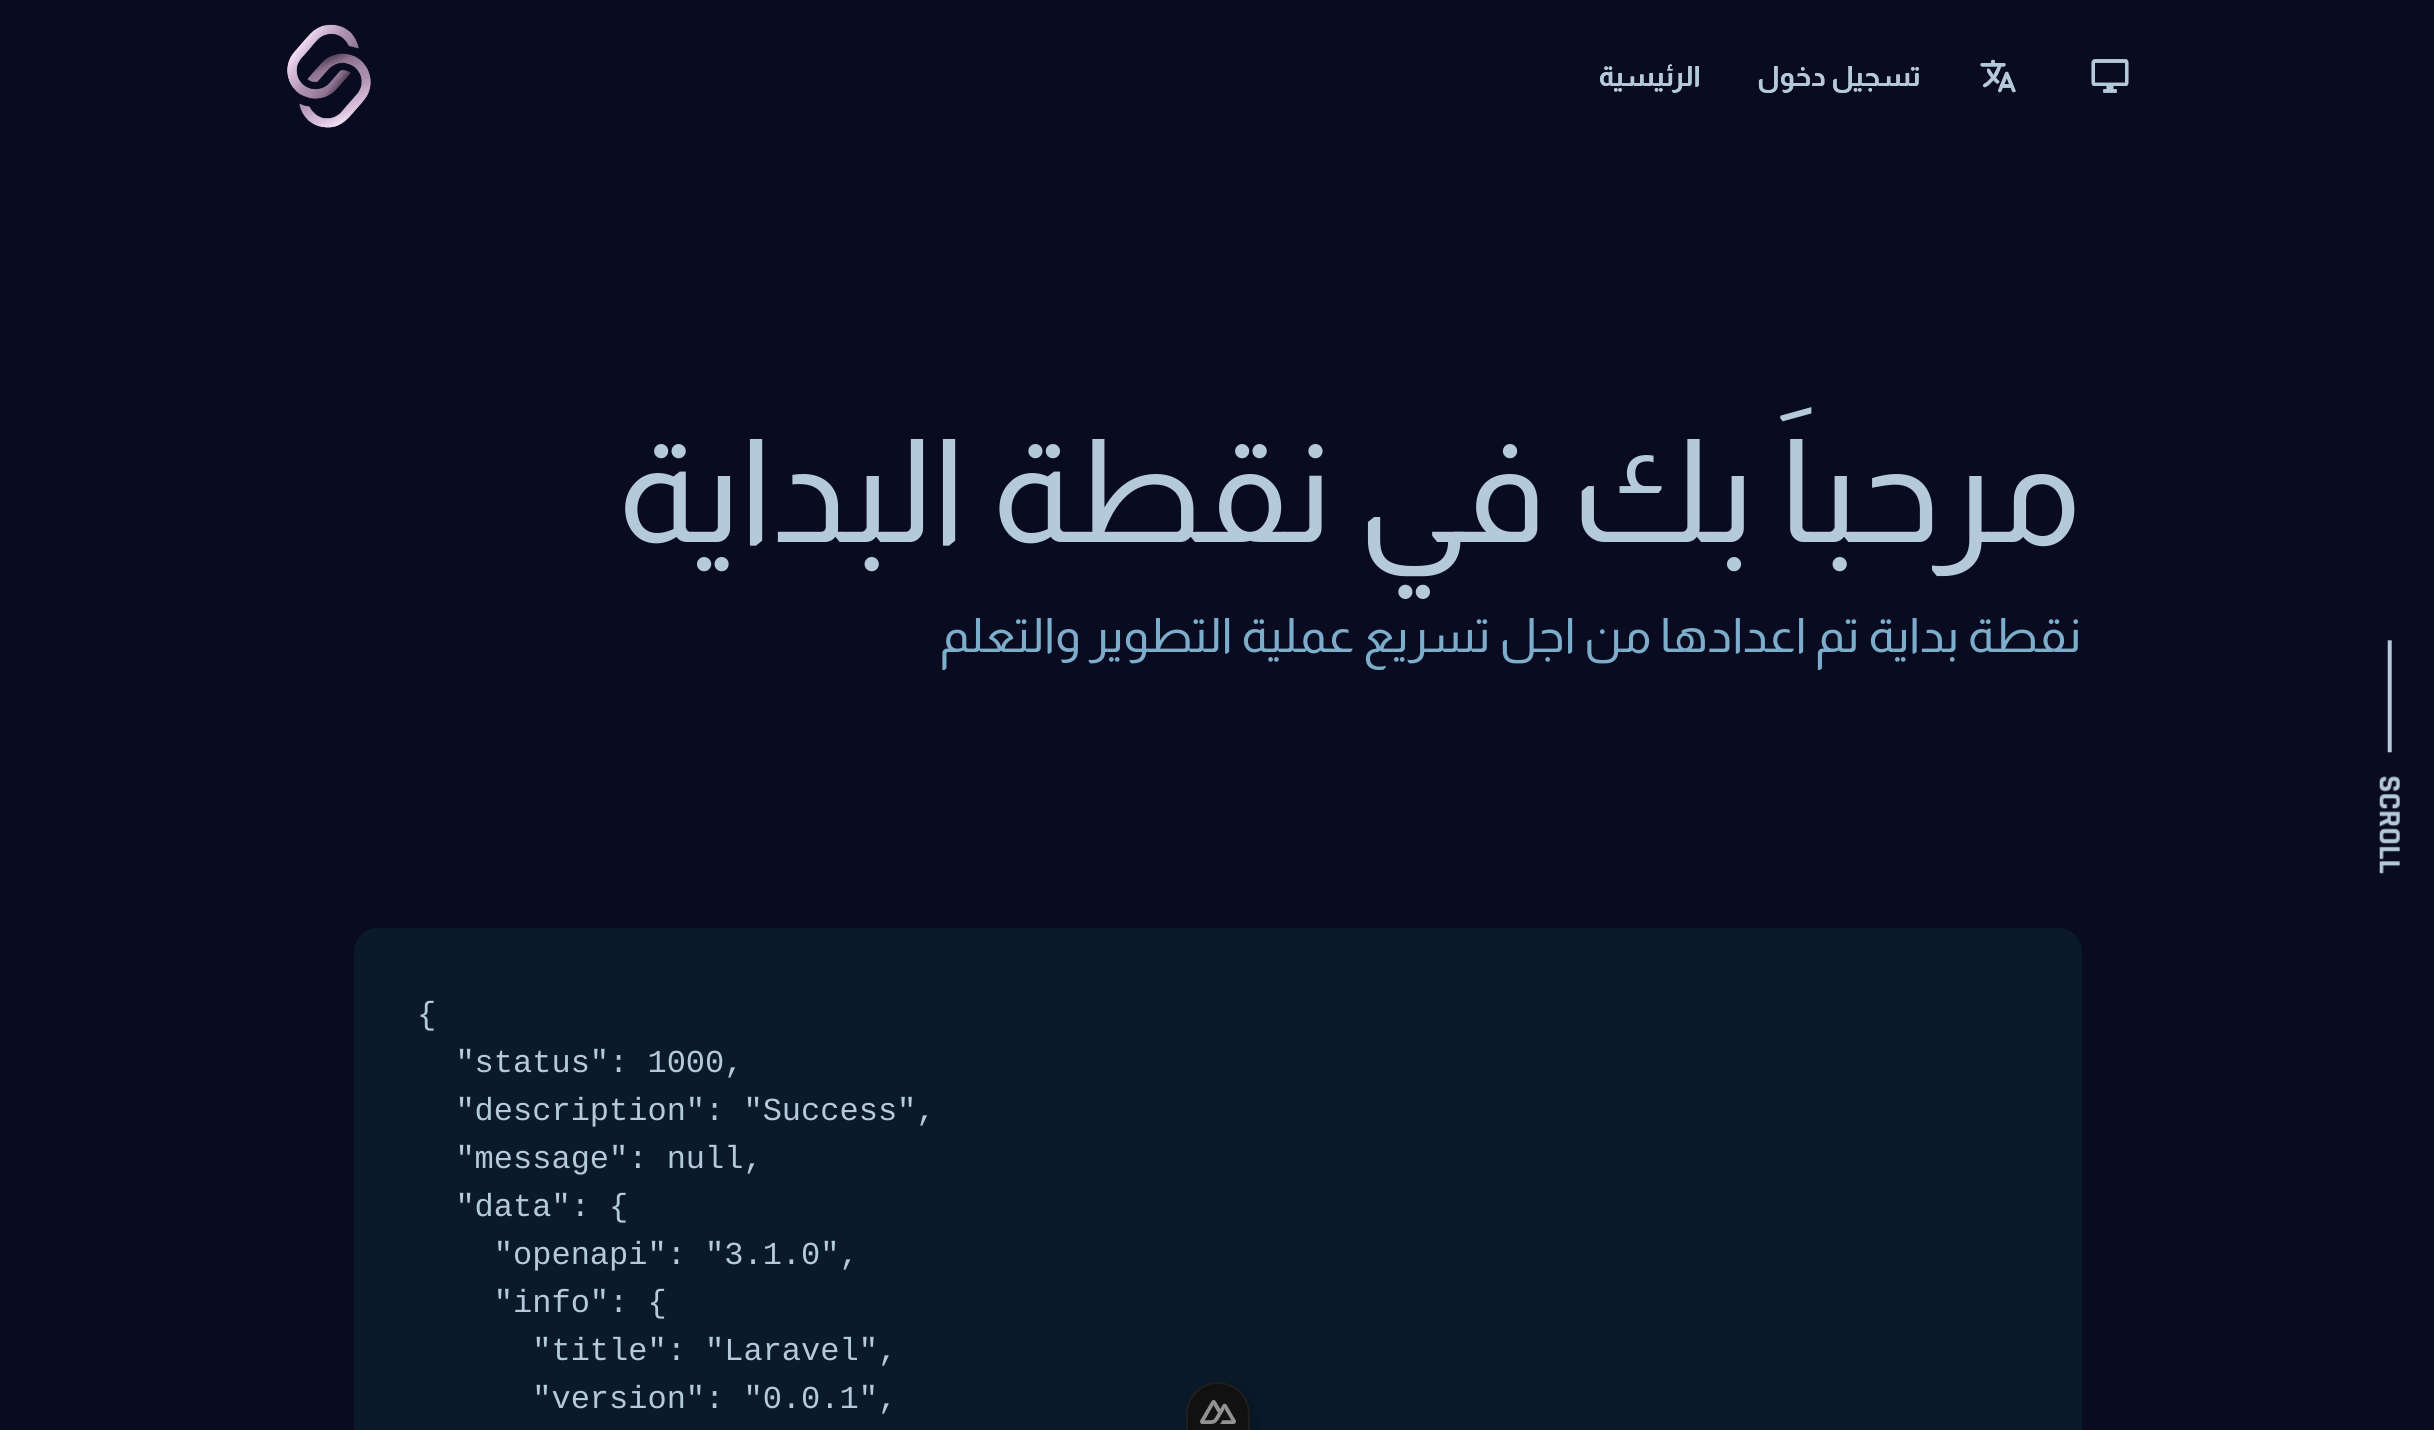 الرئيسية
تسجيل دخول
مرحباَ بك في نقطة البداية
نقطة بداية تم اعدادها من اجل تسريع عملية التطوير والتعلم
SCROLL
{
  "status": 1000,
  "description": "Success",
  "message": null,
  "data": {
    "openapi": "3.1.0",
    "info": {
      "title": "Laravel",
      "version": "0.0.1",